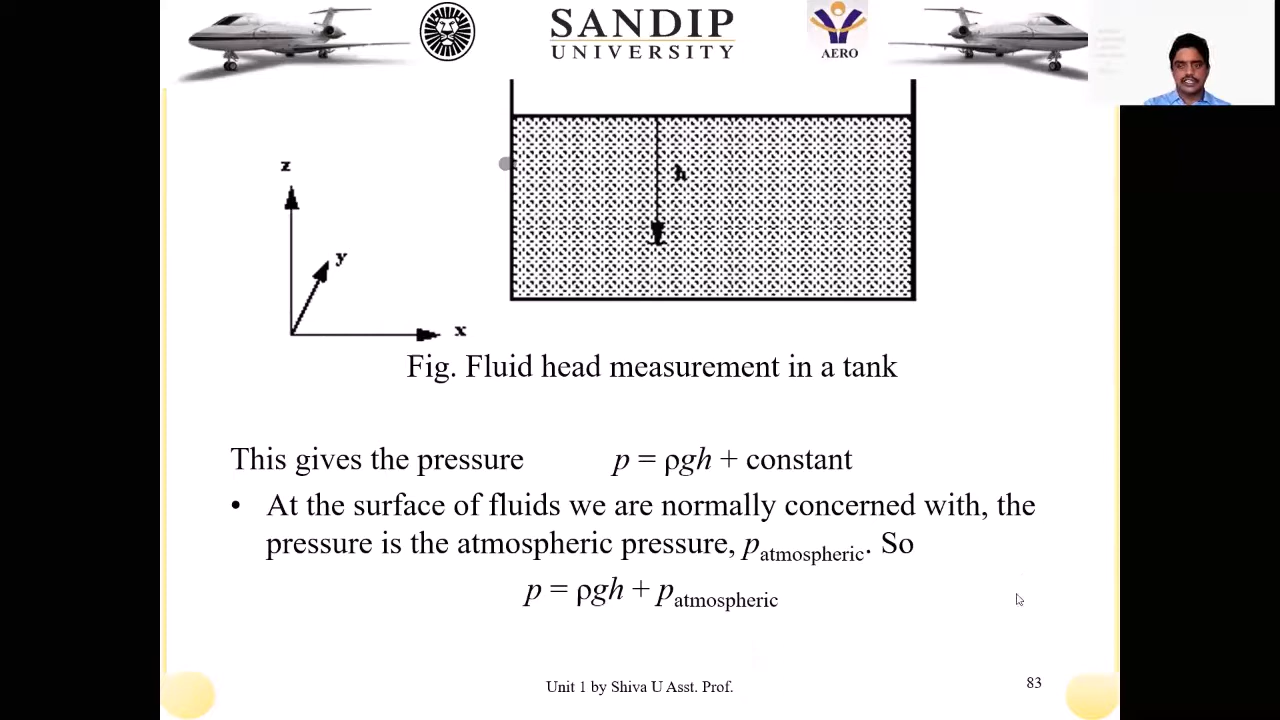 SANDIP
UNIVERSITY
AERO
h
z
y
x
Fig. Fluid head measurement in a tank
This gives the pressure p = ρgh + constant
• At the surface of fluids we are normally concerned with, the
pressure is the atmospheric pressure, patmospheric. So
p = ρgh + patmospheric
Unit 1 by Shiva U Asst. Prof.
83